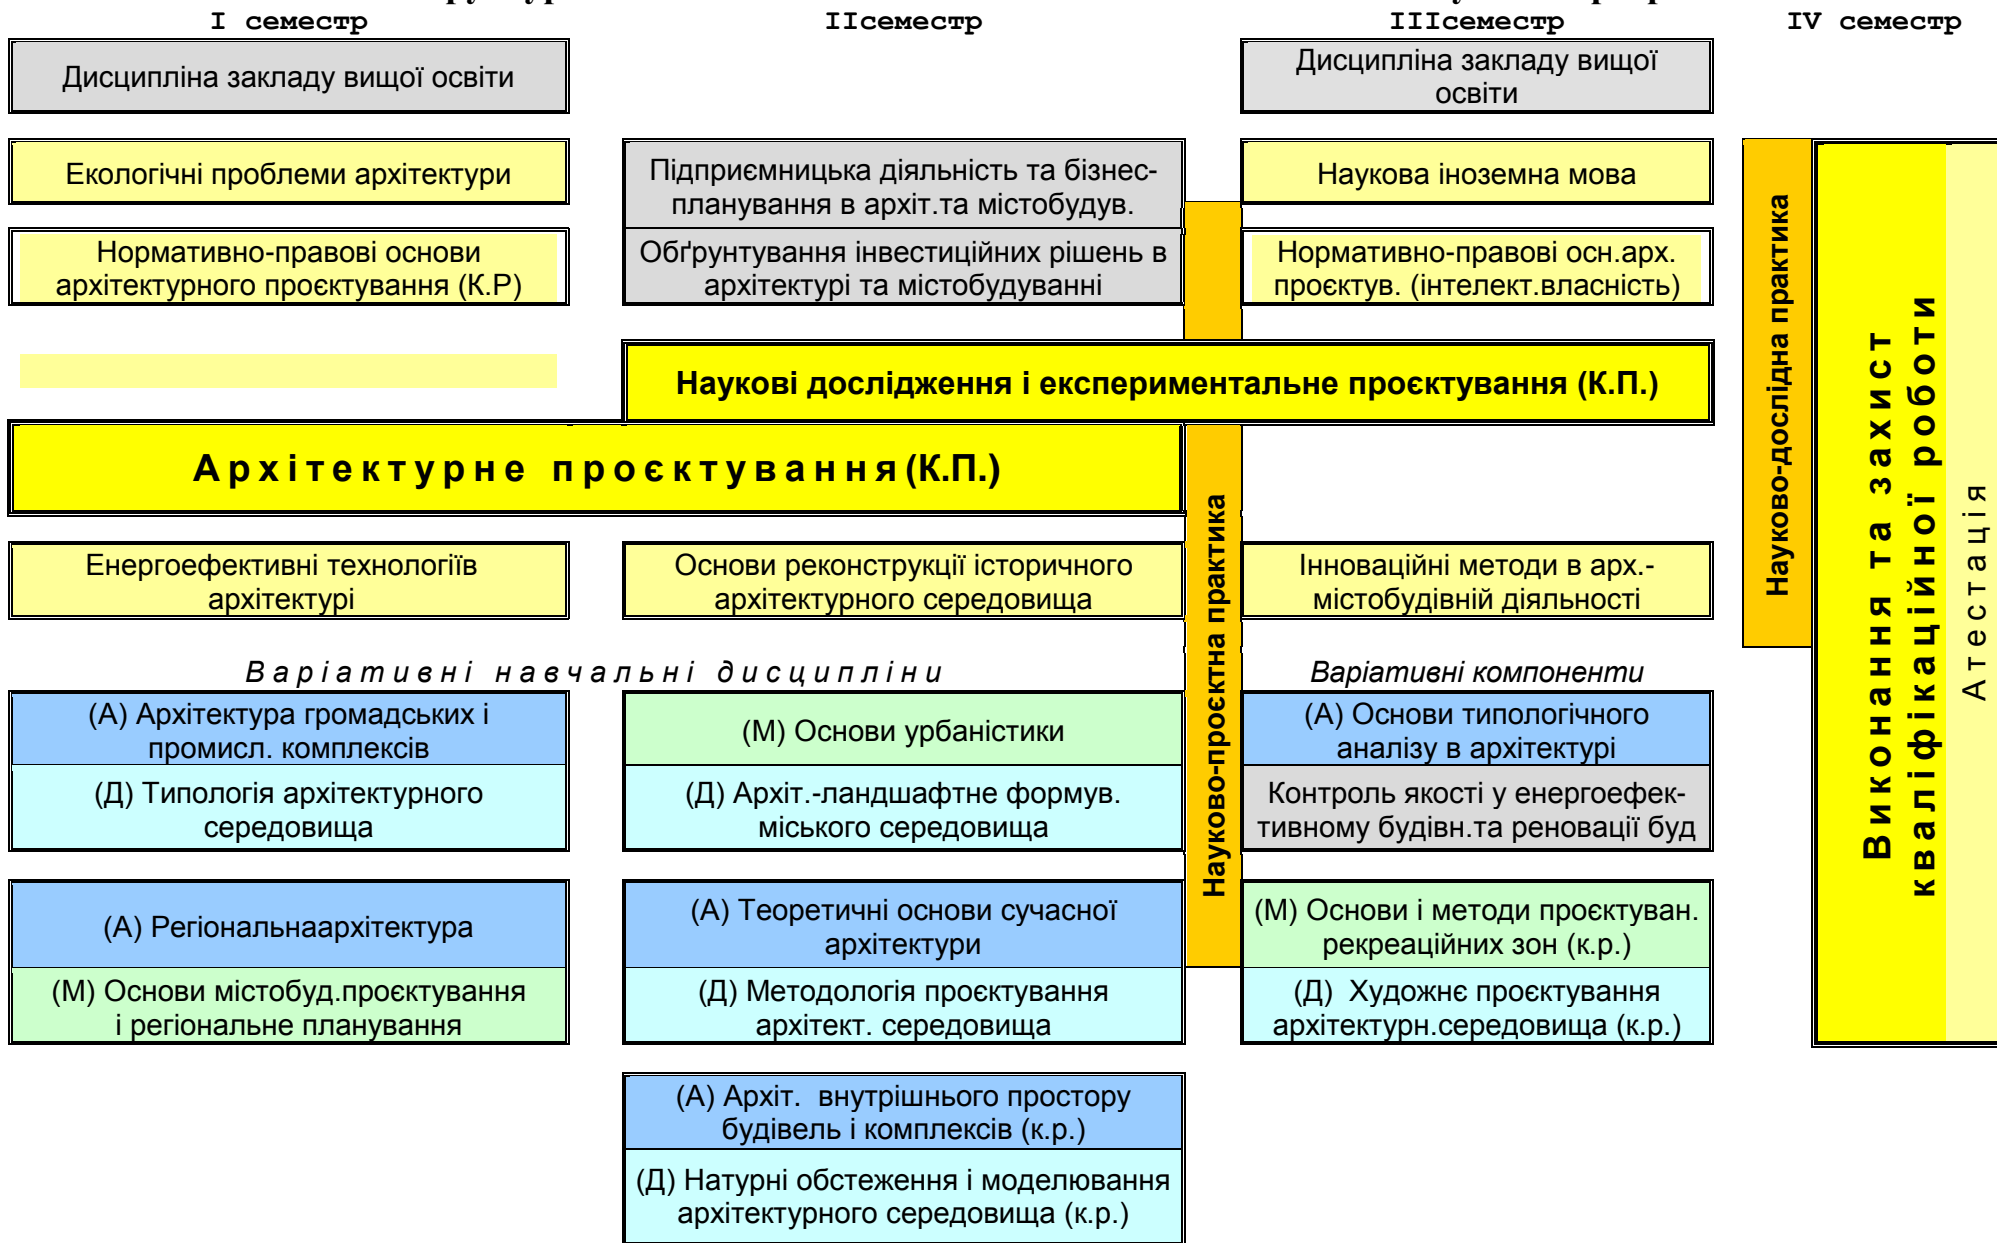 І семестр
ІІсеместр
ІІІсеместр
IV семестр
Дисципліна закладу вищої освіти
Дисципліна закладу вищої
освіти
Екологічні проблеми архітектури
Підприємницька діяльність та бізнес-
планування в архіт.та містобудув.
Наукова іноземна мова
Нормативно-правові основи
архітектурного проєктування (К.Р)
Обґрунтування інвестиційних рішень в
архітектурі та містобудуванні
Нормативно-правові осн.арх.
проєктув. (інтелект.власність)
Наукові дослідження і експериментальне проєктування (К.П.)
Архітектурне проєктування (К.П.)
Енергоефективні технологіїв
архітектурі
Основи реконструкції історичного
архітектурного середовища
Інноваційні методи в арх.-
містобудівній діяльності
Науково-проєктна практика
Науково-дослідна практика
Виконання та захист
кваліфікаційної роботи
Атестація
Варіативні навчальні дисципліни
Варіативні компоненти
(А) Архітектура громадських і
промисл. комплексів
(Д) Типологія архітектурного
середовища
(М) Основи урбаністики
(Д) Архіт.-ландшафтне формув.
міського середовища
(А) Основи типологічного
аналізу в архітектурі
Контроль якості у енергоефек-
тивному будівн.та реновації буд
(А) Регіональнаархітектура
(М) Основи містобуд.проєктування
і регіональне планування
(А) Теоретичні основи сучасної
архітектури
(Д) Методологія проєктування
архітект. середовища
(М) Основи і методи проєктуван.
рекреаційних зон (к.р.)
(Д) Художнє проєктування
архітектурн.середовища (к.р.)
(А) Архіт. внутрішнього простору
будівель і комплексів (к.р.)
(Д) Натурні обстеження і моделювання
архітектурного середовища (к.р.)